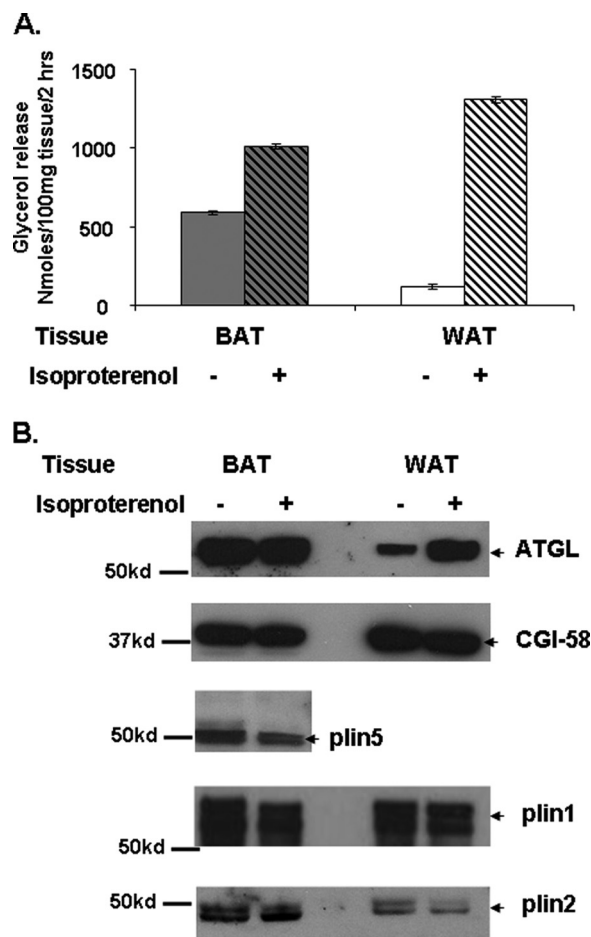 A.
Glycerol release
Nmoles/100mg tissue/2 hrs
1500
1000
500
0
Tissue BAT WAT
Isoproterenol - + - +
B.
Tissue BAT WAT
Isoproterenol - + - +
ATGL
50kd
37kd CGI-58
50kd plin5
plin1
50kd
50kd plin2